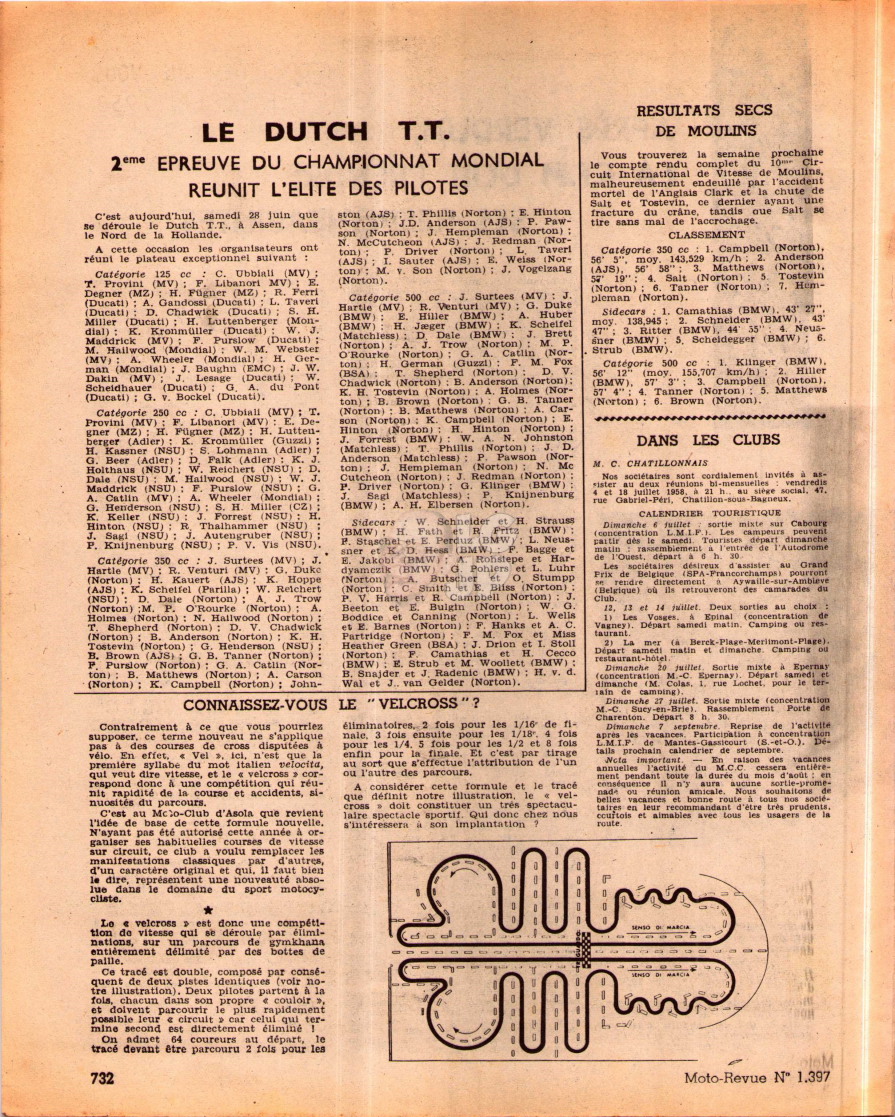 LE DUTCH T.T.
2eme EPREUVE DU CHAMPIONNAT MONDIAL
REUNIT L'ELITE DES PILOTES
C'est aujourd'hui, samedi 28 juin que
se déroule le Dutch T.T., à Assen, dans
le Nord de la Hollande.
A cette occasion les organisateurs ont
réuni le plateau exceptionnel suivant :
Catégorie 125 cc : C. Ubbiali (MV) ;
T. Provini (MV) ; F. Libanori MV) ; E.
Degner (MZ) ; H. Fügner (MZ) ; R. Ferri
(Ducati) ; A. Gandossi (Ducati) ; L. Taveri
(Ducati) ; D. Chadwick (Ducati) ; S. H.
Miller (Ducati) ; H. Luttenberger (Mon-
dial) ; K. Kronmüller (Ducati) ; W. J.
Maddrick (MV) ; F. Purslow (Ducati) ;
M. Hailwood (Mondial) ; W. M. Webster
(MV) ; A. Wheeler (Mondial) ; H. Ger-
man (Mondial) ; J. Baughn (EMC) ; J. W.
Dakin (MV) ; J. Lesage (Ducati) ; W.
Scheidhauer (Ducati) ; G. A. du Pont
(Ducati) ; G. v. Bockel (Ducati).
Catégorie 250 cc : C. Ubbiali (MV) ; T.
Provini (MV) ; F. Libanori (MV) : E. De-
gner (MZ) ; H. Fügner (MZ) ; H. Lutten-
berger (Adler) ; K. Kronmüller (Guzzi) ;
H. Kassner (NSU) ; S. Lohmann (Adler) ;
G. Beer (Adler) ; D. Falk (Adler) ; K. J.
Holthaus (NSU) ; W. Reichert (NSU) ; D.
Dale (NSU) ; M. Hailwood (NSU) ; W. J.
Maddrick (NSU) ; F. Purslow (NSU) ; G.
A. Catlin (MV) ; A. Wheeler (Mondial) ;
G. Henderson (NSU) ; S. H. Miller (CZ) ;
K. Keller (NSU) ; J. Forrest (NSU) ; H.
Hinton (NSU) ; R. Thalhammer (NSU) ;
J. Sagl (NSU) ; J. Autengruber (NSU) ;
P. Knijnenburg (NSU) ; P. V. Vis (NSU).
Catégorie 350 cc : J. Surtees (MV) ; J.
Hartle (MV) ; R. Venturi (MV) ; G. Duke
(Norton) ; H. Kauert (AJS) ; K. Hoppe
(AJS) ; K. Scheifel (Parilla) ; W. Reichert
(NSU) ; D. Dale (Norton) ; A. J. Trow
(Norton) ;M. P. O'Rourke (Norton) ; A.
Holmes (Norton) ; N. Hailwood (Norton) ;
T. Shepherd (Norton) ; D. V. Chadwick
(Norton) ; B. Anderson (Norton) ; K. H.
Tostevin (Norton) ; G. Henderson (NSU) ;
B. Brown (AJS) ; G. B. Tanner (Norton) ;
P. Purslow (Norton) ; G. A. Catlin (Nor-
ton) ; B. Matthews (Norton) ; A. Carson
(Norton) ; K. Campbell (Norton) ; John-
ston (AJS) ; T. Phillis (Norton) ; E. Hinton
(Norton) ; J.D. Anderson (AJS) ; P. Paw-
son (Norton) ; J. Hempleman (Norton) ;
N. McCutcheon (AJS) ; J. Redman (Nor-
ton) ; P. Driver (Norton) ; L. Taveri
(AJS) ; I. Sauter (AJS) ; E. Weiss (Nor-
ton) ; M. v. Son (Norton) ; J. Vogelzang
(Norton).
Catégorie 500 cc : J. Surtees (MV) ; J.
Hartle (MV) ; R. Venturi (MV) ; G. Duke
(BMW) ; E. Hiller (BMW) ; A. Huber
(BMW) ; H. Jæger (BMW) ; K. Scheifel
(Matchless) ; D. Dale (BMW) ; J. Brett
(Norton) ; A. J. Trow (Norton) ; M. P.
O'Rourke (Norton) ; G. A. Catlin (Nor-
ton) ; H. German (Guzzi) ; F. M. Fox
(BSA) ; T. Shepherd (Norton) ; D. V.
Chadwick (Norton) ; B. Anderson (Norton);
K. H. Tostevin (Norton) ; A. Holmes (Nor-
ton) ; B. Brown (Norton) ; G. B. Tanner
(Norton) ; B. Matthews (Norton) ; A. Car-
son (Norton) ; K. Campbell (Norton) ; E.
Hinton (Norton) ; H. Hinton (Norton) ;
J. Forrest (BMW) ; W. A. N. Johnston
(Matchless) ; T. Phillis (Norton) ; J. D.
Anderson (Matchless) ; P. Pawson (Nor-
ton) ; J. Hempleman (Norton) ; N. Mc
Cutcheon (Norton) ; J. Redman (Norton) ;
P. Driver (Norton) ; G. Klinger (BMW) ;
J. Sagl (Matchless) ; P. Knijnenburg
(BMW) ; A. H. Elbersen (Norton).
Sidecars : W. Schneider et H. Strauss
(BMW) ; H. Fath et R. Fritz (BMW) ;
F. Staschel et E. Perduz (BMW) ; L. Neus-
sner et K. D. Hess (BMW) ; F. Bagge et
E. Jakobi (BMW) ; A. Rohsiepe et Har-
dyamczik (BMW) ; G. Poehlers et L. Luhr
(Norton) ; A. Butscher et O. Stumpp
(Norton) ; C. Smith et E. Bliss (Norton) ;
P. V. Harris et R. Campbell (Norton) ; J.
Beeton et E. Bulgin (Norton) ; W. G.
Boddice et Canning (Norton) ; L. Wells
et E. Barnes (Norton) ; F. Hanks et A. C.
Partridge (Norton) ; F. M. Fox et Miss
Heather Green (BSA) ; J. Drion et I. Stoll
(Norton) ; F. Camathias et H. Cecco
(BMW) ; E. Strub et M. Woollett (BMW) ;
B. Snajder et J. Radenic (BMW) ; H. v. d.
Wal et J. van Gelder (Norton).
RESULTATS SECS
DE MOULINS
Vous trouverez la semaine prochaine
le compte rendu complet du 10me Cir-
cuit International de Vitesse de Moulins,
malheureusement endeuillé par l'accident
mortel de l'Anglais Clark et la chute de
Salt et Tostevin, ce dernier ayant une
fracture du crâne, tandis que Salt se
tire sans mal de l'accrochage.
CLASSEMENT
Catégorie 350 cc : 1. Campbell (Norton),
56' 5", moy. 143,529 km/h ; 2. Anderson
(AJS), 56' 58" ; 3. Matthews (Norton),
57' 19" ; 4. Salt (Norton) ; 5. Tostevin
(Norton) ; 6. Tanner (Norton) ; 7. Hem-
pleman (Norton).
Sidecars : 1. Camathias (BMW), 43' 27",
moy. 138,945 ; 2. Schneider (BMW), 43'
47" ; 3. Ritter (BMW), 44' 55" ; 4. Neus-
sner (BMW) ; 5. Scheidegger (BMW) ; 6.
Strub (BMW).
Catégorie 500 cc : 1. Klinger (BMW),
56' 12" (moy. 155,707 km/h) ; 2. Hiller
(BMW), 57' 3" ; 3. Campbell (Norton),
57' 4" ; 4. Tanner (Norton) ; 5. Matthews
(Norton) ; 6. Brown (Norton).
DANS LES CLUBS
M. C. CHATILLONNAIS
Nos sociétaires sont cordialement invités à as-
sister au deux réunions bi-mensuelles : vendredis
4 et 18 juillet 1958, à 21 h., au siège social, 47,
rue Gabriel-Péri, Chatillon-sous-Bagneux.
CALENDRIER TOURISTIQUE
Dimanche 6 juillet : sortie mixte sur Cabourg
(concentration L.M.I.F.). Les campeurs peuvent
partir le samedi. Touristes départ dimanche
matin : rassemblement à l'entrée de l'Autodrome
de l'Ouest, départ à 6 h. 30.
Les sociétaires désireux d'assister au Grand
Prix de Belgique (SPA-Francorchamps) pourront
se rendre directement à Aywaille-sur-Amblève
(Belgique) où ils retrouveront des camarades du
Club.
12, 13 et 14 juillet. Deux sorties au choix :
1) Les Vosges, à Epinal (concentration de
Vagney). Départ samedi matin. Camping ou res-
taurant.
2) La mer (à Berck-Plage-Merlimont-Plage).
Départ samedi matin et dimanche. Camping ou
restaurant-hôtel.
Dimanche 20 juillet. Sortie mixte à Epernay
(concentration M.-C. Epernay). Départ samedi et
dimanche (M. Colas, 1, rue Lochet, pour le ter-
rain de camping).
Dimanche 27 juillet. Sortie mixte (concentration
M.-C. Sucy-en-Brie). Rassemblement Porte de
Charenton. Départ 8 h. 30.
Dimanche 7 septembre. Reprise de l'activité
après les vacances. Participation à concentration
L.M.I.F. de Mantes-Gassicourt (S.-et-O.). Dé-
tails prochain calendrier de septembre.
Nota important. — En raison des vacances
annuelles l'activité du M.C.C. cessera entière-
ment pendant toute la durée du mois d'août ; en
conséquence il n'y aura aucune sortie-prome-
nade ou réunion amicale. Nous souhaitons de
belles vacances et bonne route à tous nos socié-
taires en leur recommandant d'être très prudents,
courtois et aimables avec tous les usagers de la
route.
CONNAISSEZ-VOUS LE "VELCROSS" ?
Contrairement à ce que vous pourriez
supposer, ce terme nouveau ne s'applique
pas à des courses de cross disputées à
vélo. En effet, « Vel », ici, n'est que la
première syllabe du mot italien velocita,
qui veut dire vitesse, et le « velcross » cor-
respond donc à une compétition qui réu-
nit rapidité de la course et accidents, si-
nuosités du parcours.
C'est au Moto-Club d'Asola que revient
l'idée de base de cette formule nouvelle.
N'ayant pas été autorisé cette année à or-
ganiser ses habituelles courses de vitesse
sur circuit, ce club a voulu remplacer les
manifestations classiques par d'autres,
d'un caractère original et qui, il faut bien
le dire, représentent une nouveauté abso-
lue dans le domaine du sport motocy-
cliste.
★
Le « velcross » est donc une compéti-
tion de vitesse qui se déroule par élimi-
nations, sur un parcours de gymkhana
entièrement délimité par des bottes de
paille.
Ce tracé est double, composé par consé-
quent de deux pistes identiques (voir no-
tre illustration). Deux pilotes partent à la
fois, chacun dans son propre « couloir »,
et doivent parcourir le plus rapidement
possible leur « circuit » car celui qui ter-
mine second est directement éliminé !
On admet 64 coureurs au départ, le
tracé devant être parcouru 2 fois pour les
éliminatoires, 2 fois pour les 1/16e de fi-
nale, 3 fois ensuite pour les 1/18e, 4 fois
pour les 1/4, 5 fois pour les 1/2 et 8 fois
enfin pour la finale. Et c'est par tirage
au sort que s'effectue l'attribution de l'un
ou l'autre des parcours.
A considérer cette formule et le tracé
que définit notre illustration, le « vel-
cross » doit constituer un très spectacu-
laire spectacle sportif. Qui donc chez nous
s'intéressera à son implantation ?
SENSO DI MARCIA
SENSO DI MARCIA
732
Moto-Revue N° 1.397